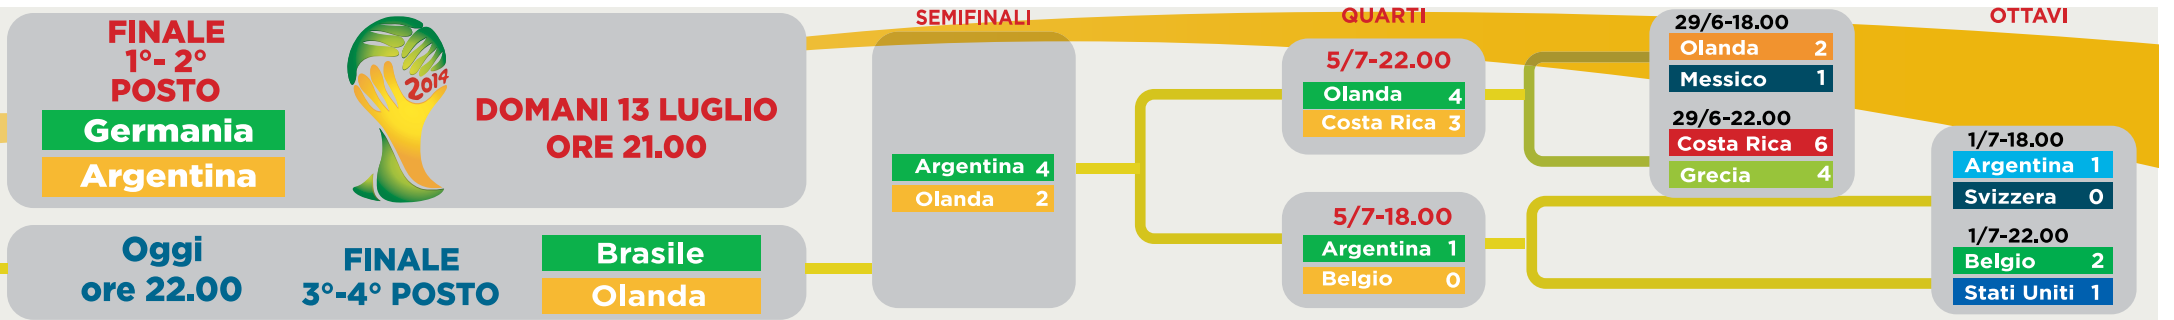 FINALE
1°- 2°
POSTO
Germania
Argentina
2014
DOMANI 13 LUGLIO
ORE 21.00
Oggi
ore 22.00
FINALE
3°-4° POSTO
Brasile
Olanda
SEMIFINALI
Argentina 4
Olanda 2
QUARTI
5/7-22.00
Olanda 4
Costa Rica 3
5/7-18.00
Argentina 1
Belgio 0
OTTAVI
29/6-18.00
Olanda 2
Messico 1
29/6-22.00
Costa Rica 6
Grecia 4
1/7-18.00
Argentina 1
Svizzera 0
1/7-22.00
Belgio 2
Stati Uniti 1